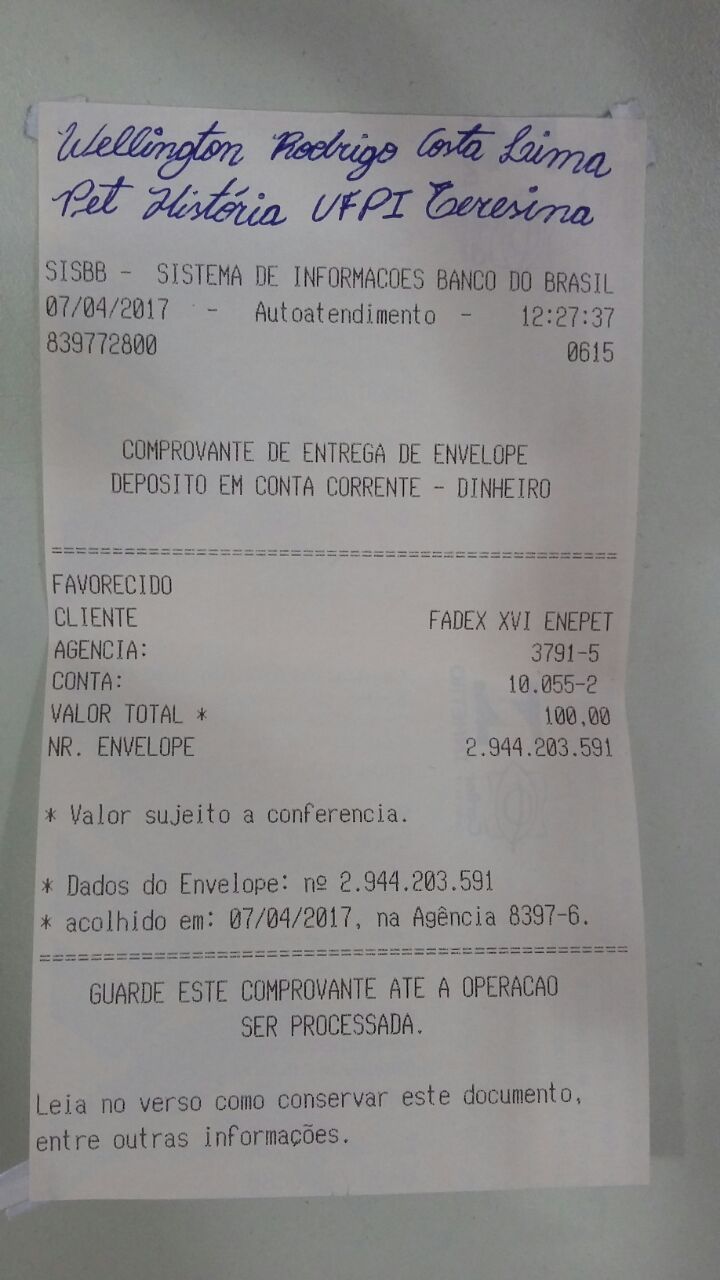 Wellington Rodrigo Costa Lima
Pet História UFPI Teresina
SISBB - SISTEMA DE INFORMACOES BANCO DO BRASIL
07/04/2017 - Autoatendimento - 12:27:37
839772800 0615
COMPROVANTE DE ENTREGA DE ENVELOPE
DEPOSITO EM CONTA CORRENTE - DINHEIRO
================================================
FAVORECIDO
CLIENTE FADEX XVI ENEPET
AGENCIA: 3791-5
CONTA: 10.055-2
VALOR TOTAL * 100,00
NR. ENVELOPE 2.944.203.591
* Valor sujeito a conferencia.
* Dados do Envelope: nº 2.944.203.591
* acolhido em: 07/04/2017, na Agência 8397-6.
================================================
GUARDE ESTE COMPROVANTE ATE A OPERACAO
SER PROCESSADA.
Leia no verso como conservar este documento,
entre outras informações.